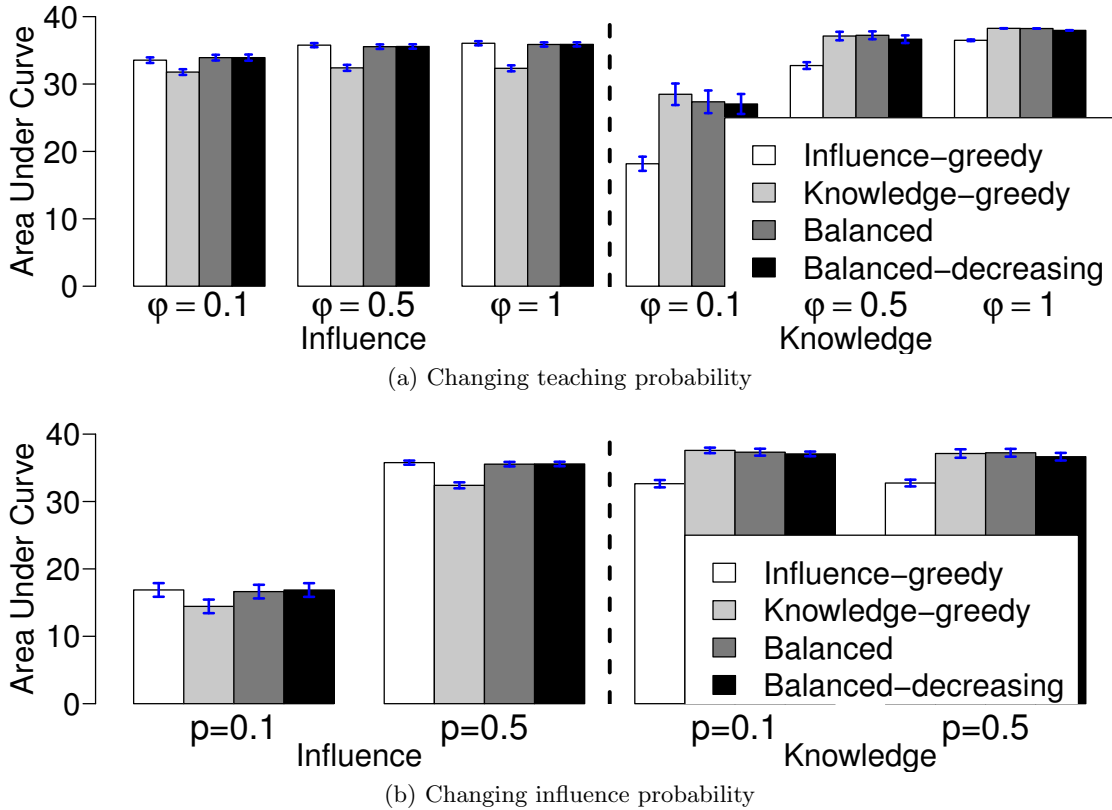 Area Under Curve
40
30
20
10
0
φ = 0.1
φ = 0.5
φ = 1
φ = 0.1
φ = 0.5
φ = 1
Influence
Knowledge
Influence−greedy
Knowledge−greedy
Balanced
Balanced−decreasing
(a) Changing teaching probability
Area Under Curve
40
30
20
10
0
p=0.1
p=0.5
p=0.1
p=0.5
Influence
Knowledge
Influence−greedy
Knowledge−greedy
Balanced
Balanced−decreasing
(b) Changing influence probability